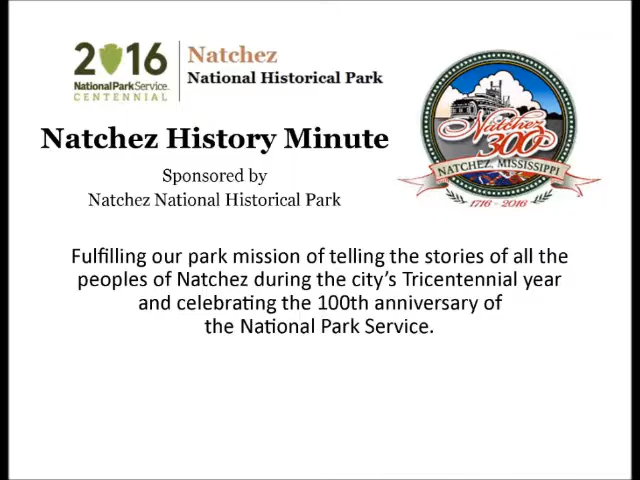 2016
National Park Service
CENTENNIAL
Natchez
National Historical Park
Natchez
300
NATCHEZ, MISSISSIPPI
1716 - 2016
Natchez History Minute
Sponsored by
Natchez National Historical Park
Fulfilling our park mission of telling the stories of all the
peoples of Natchez during the city's Tricentennial year
and celebrating the 100th anniversary of
the National Park Service.